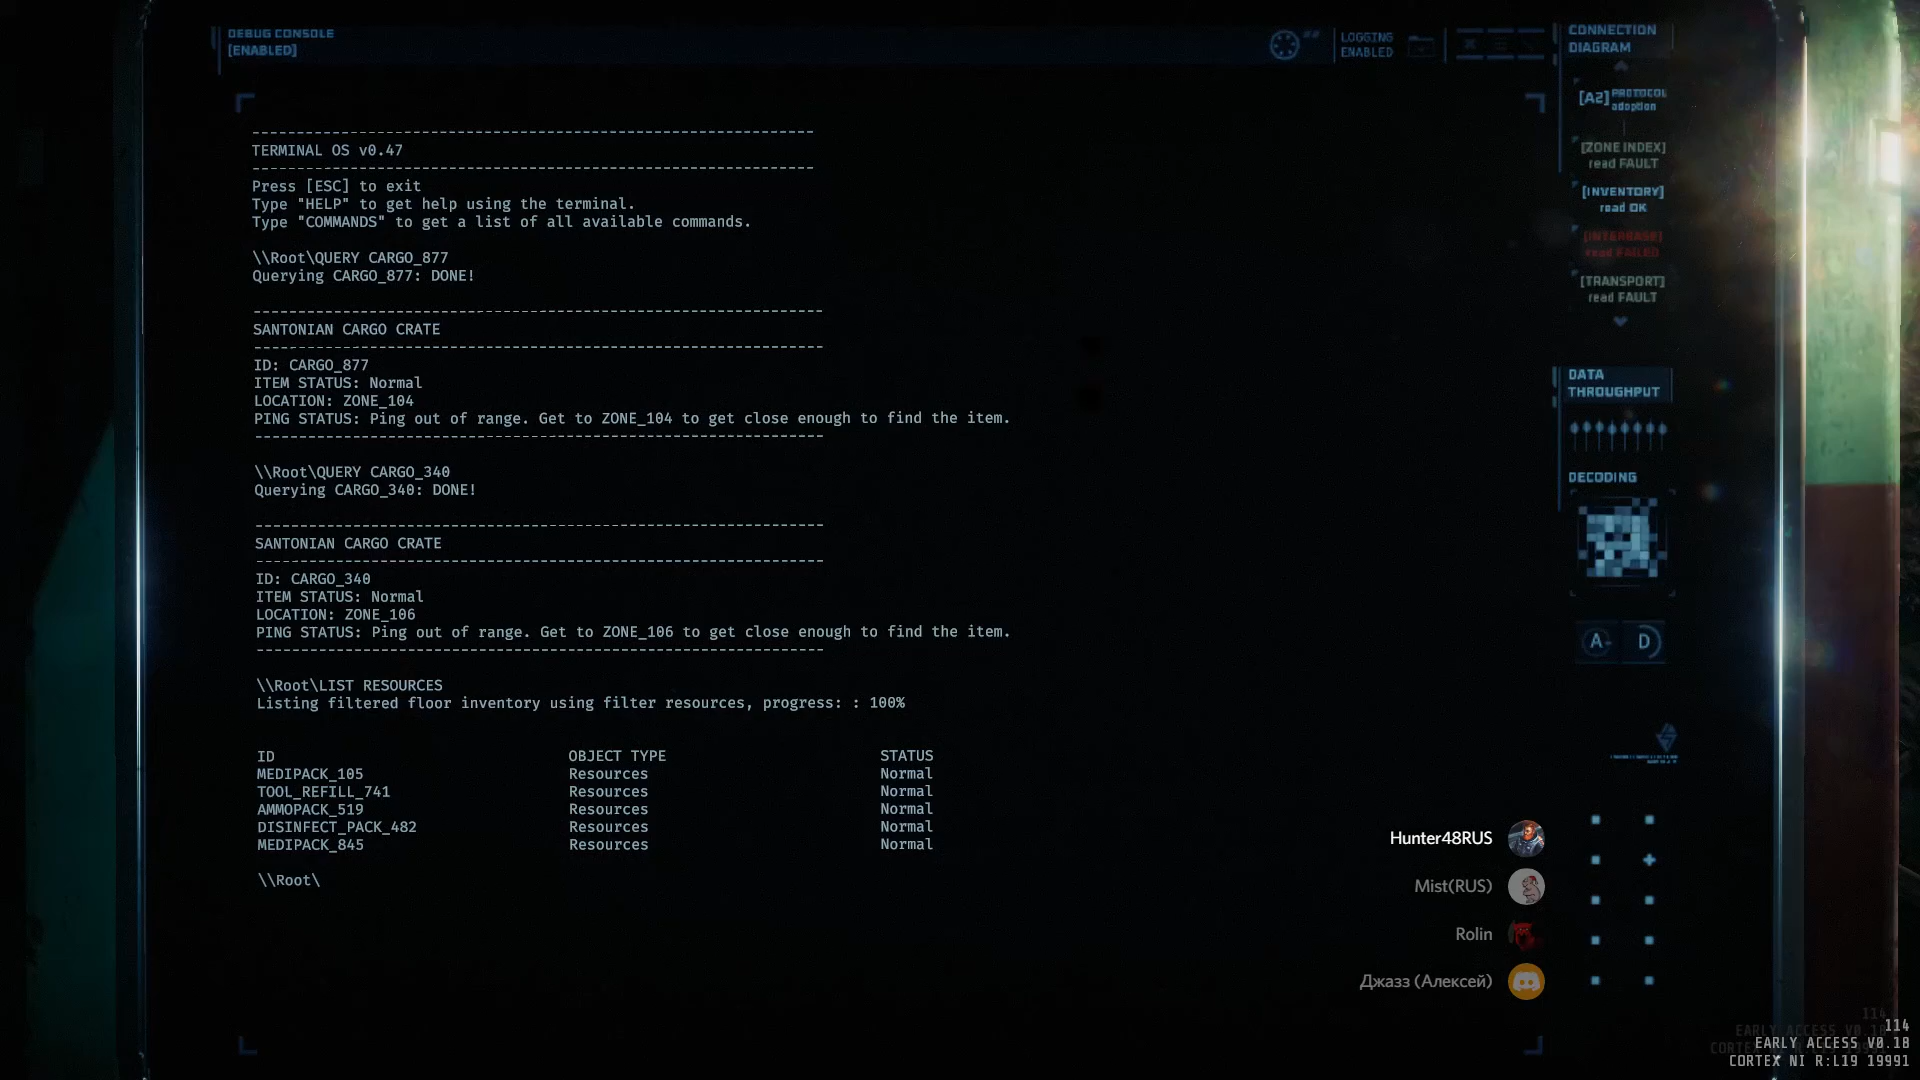 DEBUG CONSOLE
[ENABLED]
LOGGING
ENABLED
CONNECTION
DIAGRAM
[A2] PROTOCOL
adoption
[ZONE INDEX]
read FAULT
[INVENTORY]
read OK
[INTERBASE]
read FAILED
[TRANSPORT]
read FAULT
DATA
THROUGHPUT
DECODING
A D
--------------------------------------------------------------
TERMINAL OS v0.47
--------------------------------------------------------------
Press [ESC] to exit
Type "HELP" to get help using the terminal.
Type "COMMANDS" to get a list of all available commands.
\\Root\QUERY CARGO_877
Querying CARGO_877: DONE!
----------------------------------------------------------------
SANTONIAN CARGO CRATE
----------------------------------------------------------------
ID: CARGO_877
ITEM STATUS: Normal
LOCATION: ZONE_104
PING STATUS: Ping out of range. Get to ZONE_104 to get close enough to find the item.
----------------------------------------------------------------
\\Root\QUERY CARGO_340
Querying CARGO_340: DONE!
----------------------------------------------------------------
SANTONIAN CARGO CRATE
----------------------------------------------------------------
ID: CARGO_340
ITEM STATUS: Normal
LOCATION: ZONE_106
PING STATUS: Ping out of range. Get to ZONE_106 to get close enough to find the item.
----------------------------------------------------------------
\\Root\LIST RESOURCES
Listing filtered floor inventory using filter resources, progress: : 100%
ID OBJECT TYPE STATUS
MEDIPACK_105 Resources Normal
TOOL_REFILL_741 Resources Normal
AMMOPACK_519 Resources Normal
DISINFECT_PACK_482 Resources Normal
MEDIPACK_845 Resources Normal
\\Root\
Hunter48RUS
Mist(RUS)
Rolin
Джазз (Алексей)
114
EARLY ACCESS V0.18
CORTEX NI R:L19 19991